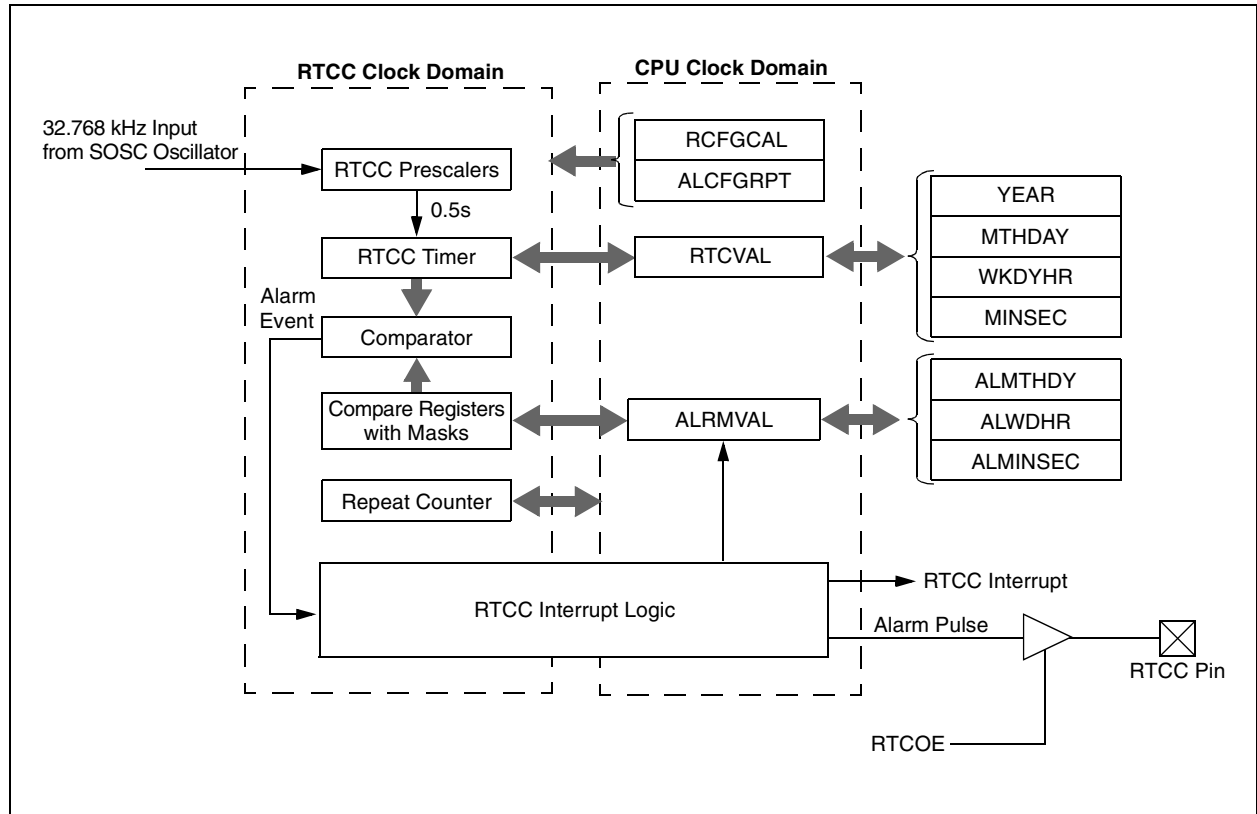 RTCC Clock Domain
CPU Clock Domain
32.768 kHz Input
from SOSC Oscillator
RTCC Prescalers
0.5s
RTCC Timer
Alarm
Event
Comparator
Compare Registers
with Masks
Repeat Counter
RCFGCAL
ALCFGRPT
RTCVAL
YEAR
MTHDAY
WKDYHR
MINSEC
ALRMVAL
ALMTHDY
ALWDHR
ALMINSEC
RTCC Interrupt Logic
RTCC Interrupt
Alarm Pulse
RTCC Pin
RTCOE